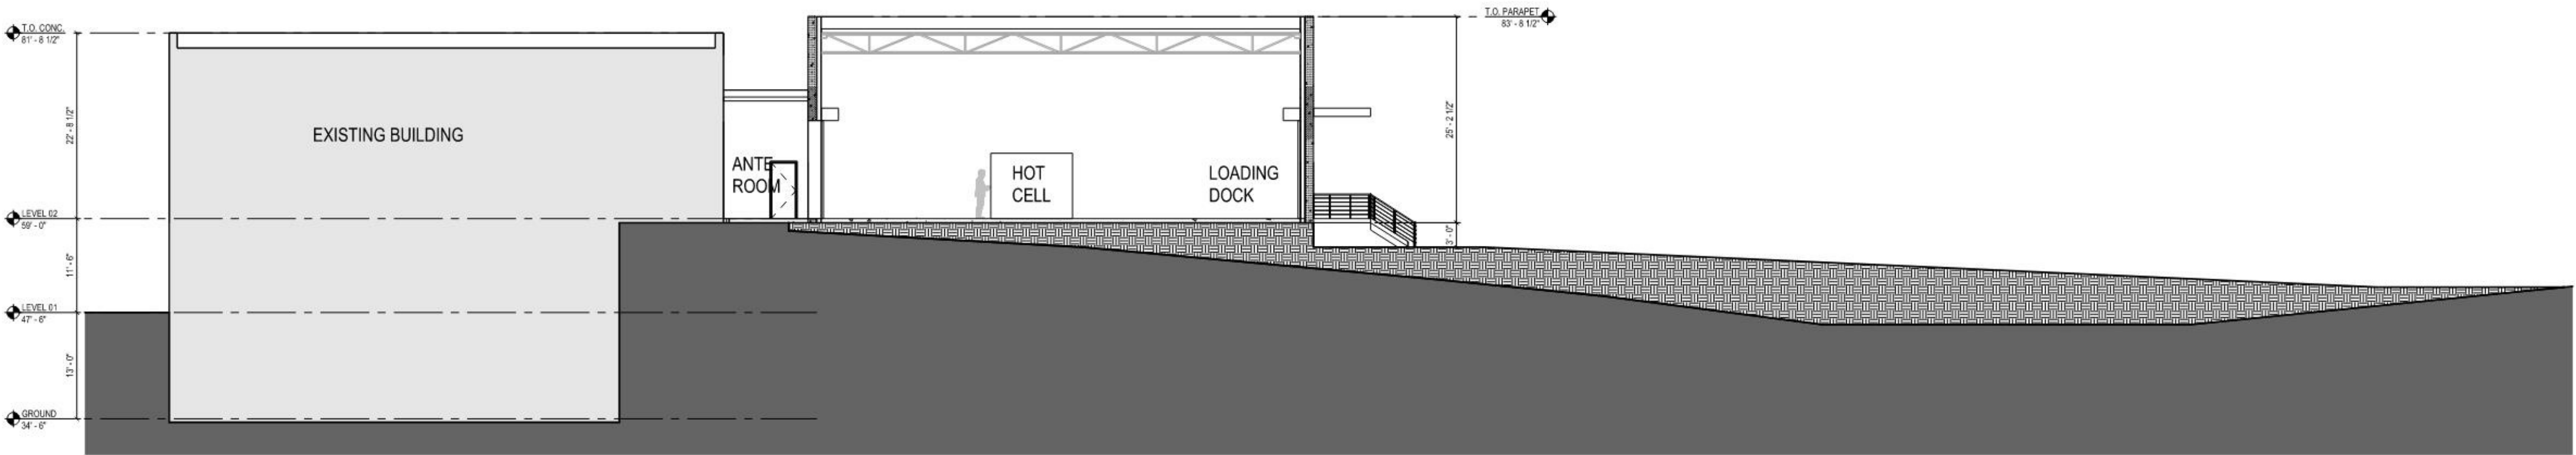 T.O. CONC.
81' - 8 1/2"
T.O. PARAPET
83' - 8 1/2"
22' - 8 1/2"
25' - 2 1/2"
EXISTING BUILDING
ANTE
ROOM
HOT
CELL
LOADING
DOCK
LEVEL 02
59' - 0"
3' - 0"
11' - 6"
LEVEL 01
47' - 6"
13' - 0"
GROUND
34' - 6"